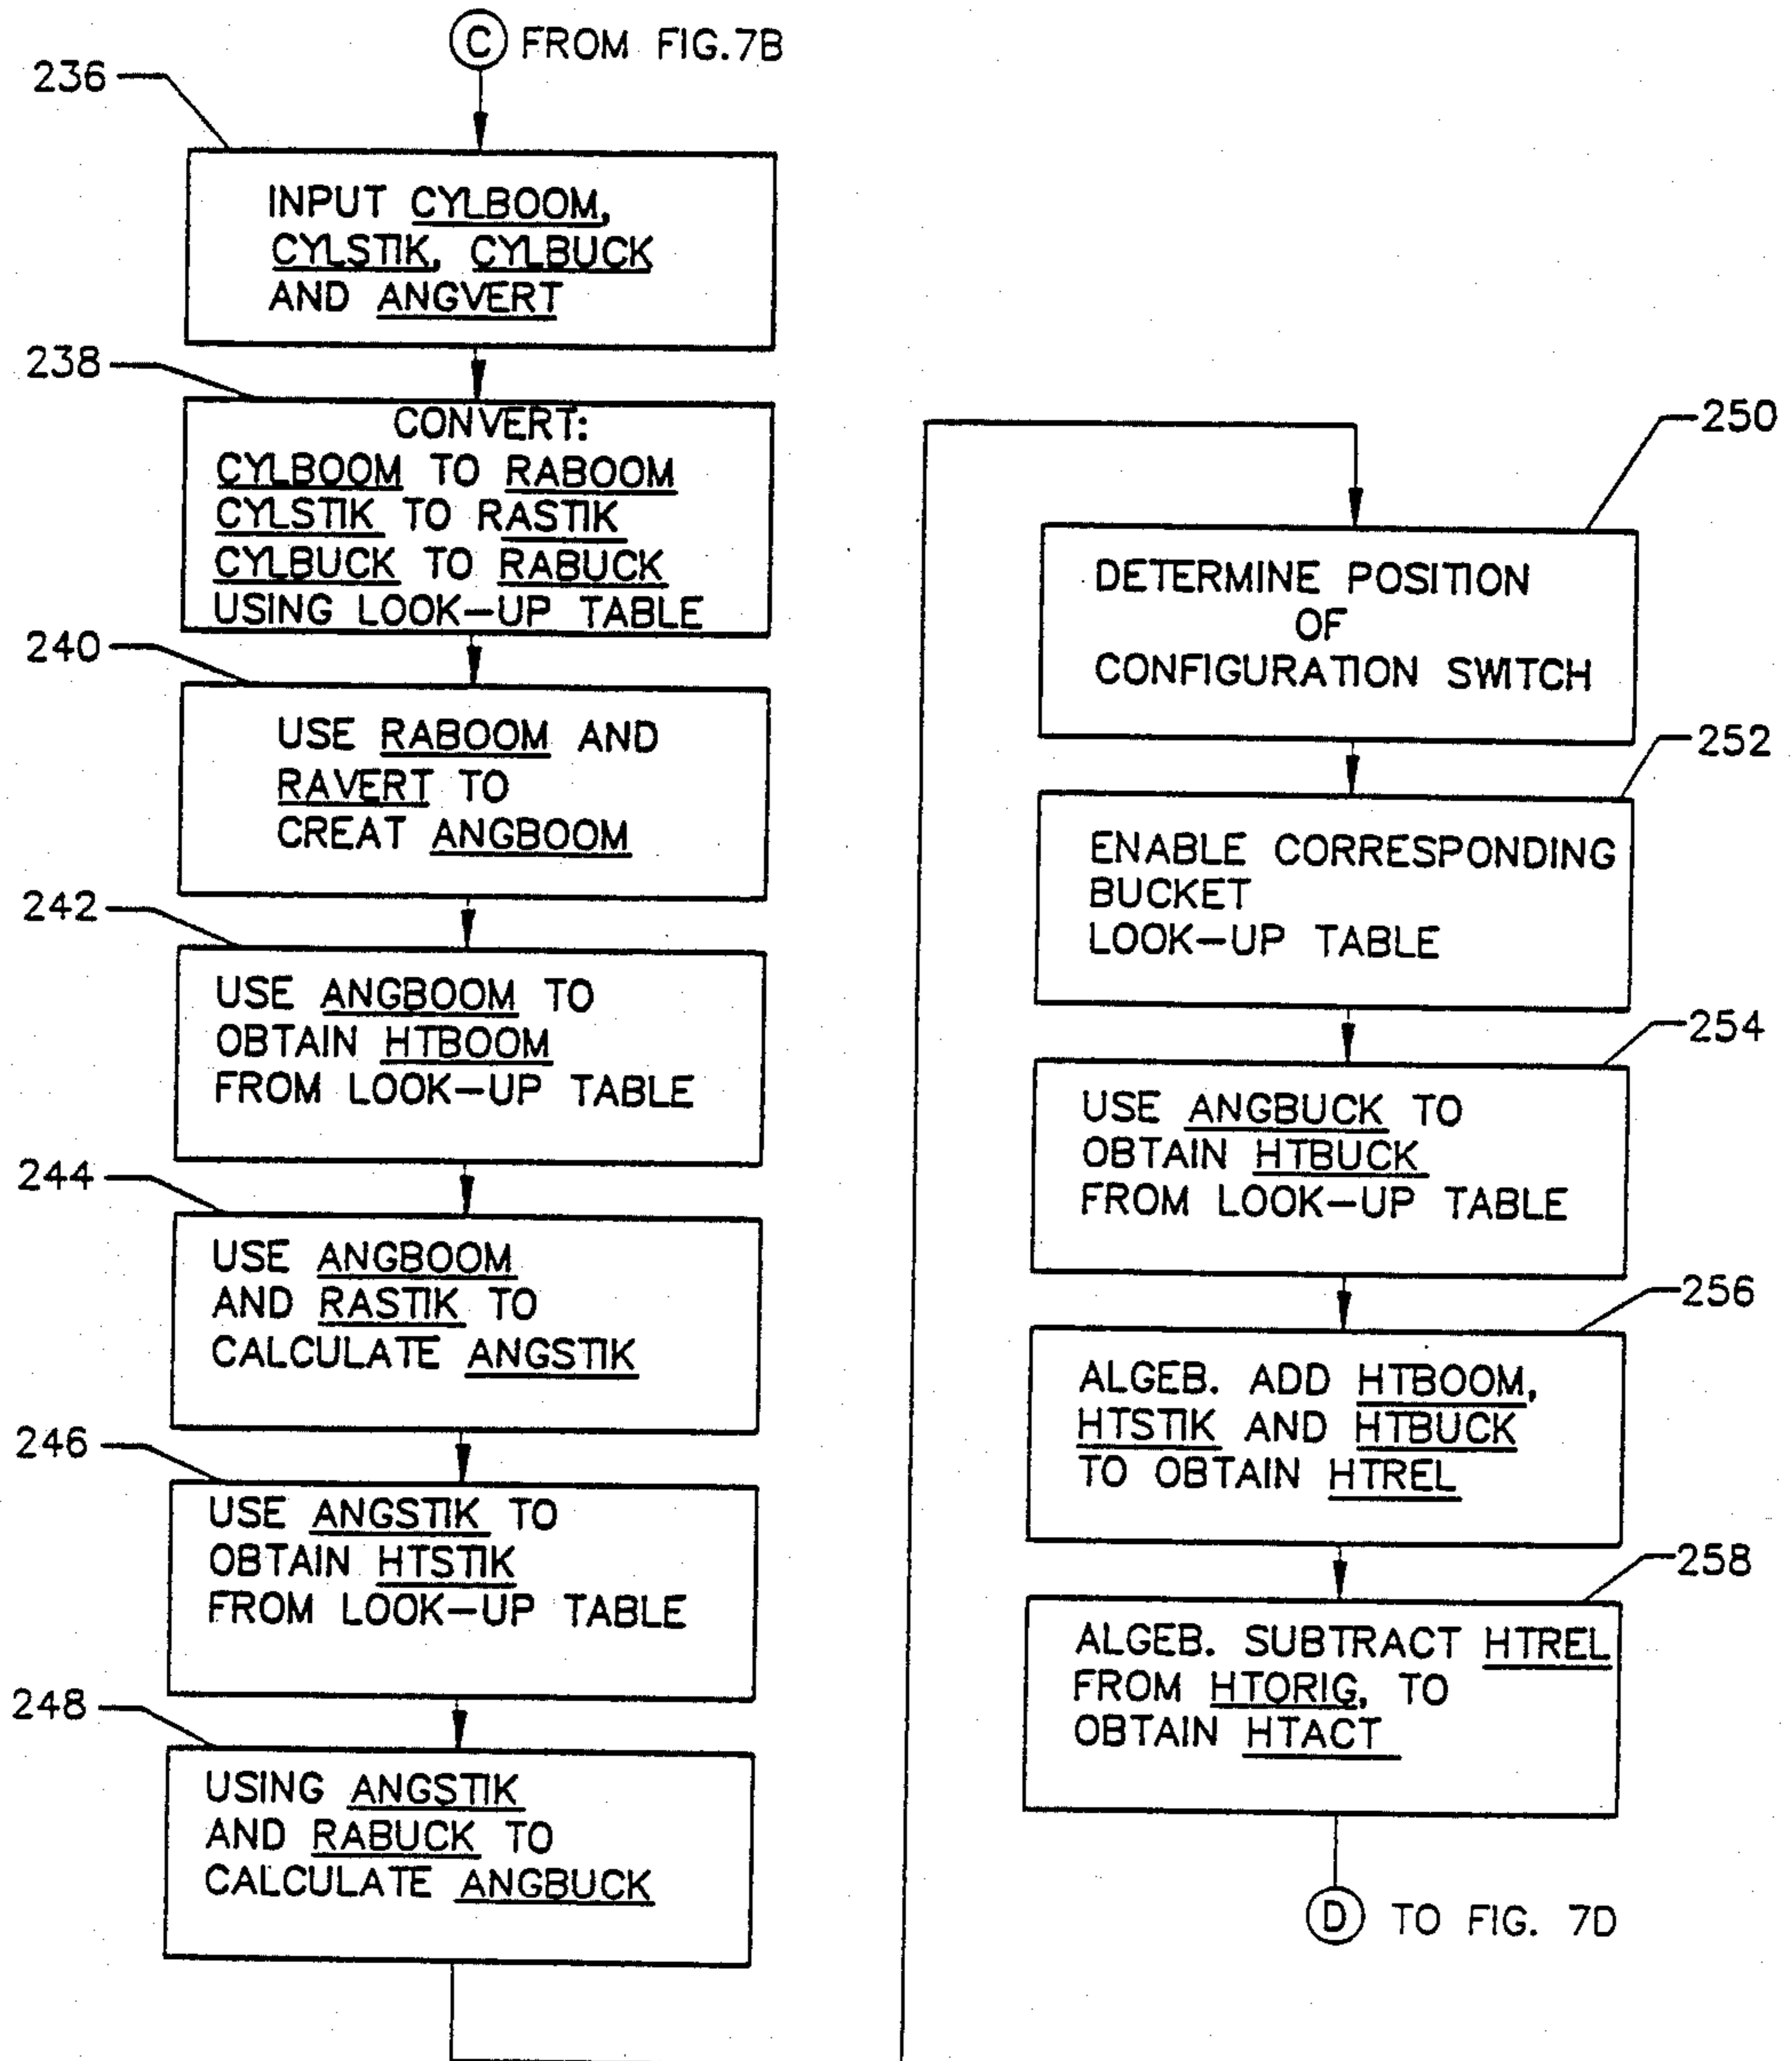 C FROM FIG.7B
236
INPUT CYLBOOM,
CYLSTIK, CYLBUCK
AND ANGVERT
238
CONVERT:
CYLBOOM TO RABOOM
CYLSTIK TO RASTIK
CYLBUCK TO RABUCK
USING LOOK-UP TABLE
240
USE RABOOM AND
RAVERT TO
CREAT ANGBOOM
242
USE ANGBOOM TO
OBTAIN HTBOOM
FROM LOOK-UP TABLE
244
USE ANGBOOM
AND RASTIK TO
CALCULATE ANGSTIK
246
USE ANGSTIK TO
OBTAIN HTSTIK
FROM LOOK-UP TABLE
248
USING ANGSTIK
AND RABUCK TO
CALCULATE ANGBUCK
250
DETERMINE POSITION
OF
CONFIGURATION SWITCH
252
ENABLE CORRESPONDING
BUCKET
LOOK-UP TABLE
254
USE ANGBUCK TO
OBTAIN HTBUCK
FROM LOOK-UP TABLE
256
ALGEB. ADD HTBOOM,
HTSTIK AND HTBUCK
TO OBTAIN HTREL
258
ALGEB. SUBTRACT HTREL
FROM HTORIG, TO
OBTAIN HTACT
D TO FIG. 7D